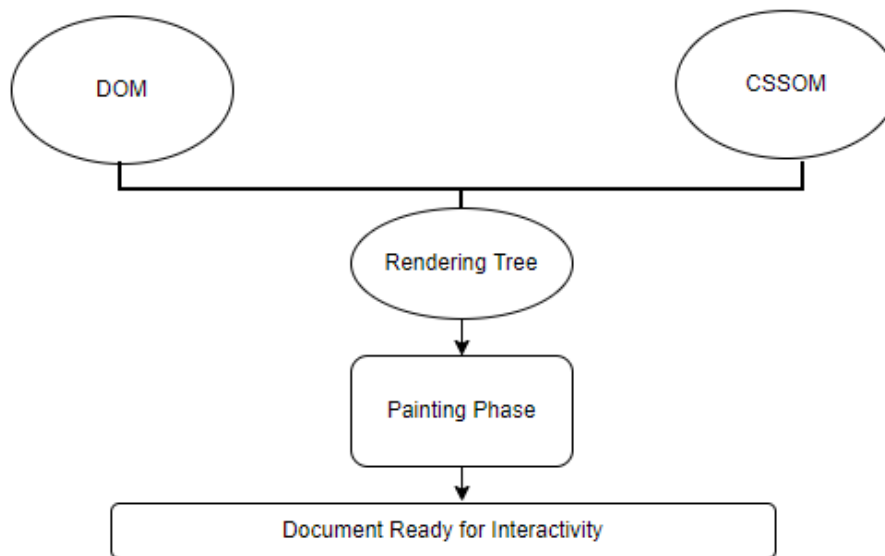 DOM
CSSOM
Rendering Tree
Painting Phase
Document Ready for Interactivity